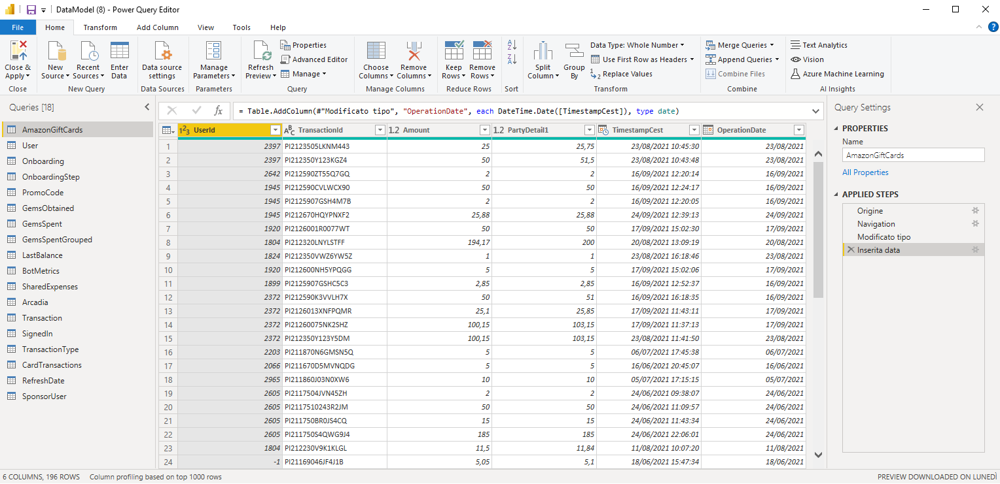 DataModel (8) - Power Query Editor
File Home Transform Add Column View Tools Help
Close & Apply
New Source
Recent Sources
Enter Data
Data source settings
Manage Parameters
Refresh Preview
Properties
Advanced Editor
Manage
Choose Columns
Remove Columns
Keep Rows
Remove Rows
Split Column
Group By
Data Type: Whole Number
Use First Row as Headers
Replace Values
Merge Queries
Append Queries
Combine Files
Text Analytics
Vision
Azure Machine Learning
Close New Query Data Sources Parameters Query Manage Columns Reduce Rows Sort Transform Combine AI Insights
Queries [18]
AmazonGiftCards
User
Onboarding
OnboardingStep
PromoCode
GemsObtained
GemsSpent
GemsSpentGrouped
LastBalance
BotMetrics
SharedExpenses
Arcadia
Transaction
SignedIn
TransactionType
CardTransactions
RefreshDate
SponsorUser
fx = Table.AddColumn(#"Modificato tipo", "OperationDate", each DateTime.Date([TimestampCest]), type date)
123 UserId ABC TransactionId 1.2 Amount 1.2 PartyDetail1 TimestampCest OperationDate
1 2397 PI2123505LKNM443 25 25,75 23/08/2021 10:45:30 23/08/2021
2 2397 PI212350Y123KGZ4 50 51,5 23/08/2021 10:43:48 23/08/2021
3 2642 PI212590ZT55Q7GQ 2 2 16/09/2021 12:20:14 16/09/2021
4 1945 PI212590CVLWCX90 50 50 16/09/2021 12:24:17 16/09/2021
5 1945 PI2125907GSH4M7B 2 2 16/09/2021 12:20:05 16/09/2021
6 1945 PI212670HQYPNXF2 25,88 25,88 24/09/2021 12:39:13 24/09/2021
7 1920 PI2126001R0077WT 50 50 17/09/2021 15:02:30 17/09/2021
8 1804 PI212320LNYLSTFF 194,17 200 20/08/2021 13:09:19 20/08/2021
9 1824 PI212350VWZ6YW5Z 1 1 23/08/2021 16:18:46 23/08/2021
10 1920 PI212600NH5YPQGG 5 5 17/09/2021 15:02:06 17/09/2021
11 1899 PI2125907GSHC5C3 2,85 2,85 16/09/2021 12:52:37 16/09/2021
12 2372 PI212590K3VVLH7X 50 51 16/09/2021 16:18:35 16/09/2021
13 2372 PI2126013XNFPQMR 25,1 25,85 17/09/2021 11:43:11 17/09/2021
14 2372 PI21260075NK2SHZ 100,15 103,15 17/09/2021 11:37:13 17/09/2021
15 2372 PI212350Y123Y5DM 100,15 103,15 23/08/2021 11:41:50 23/08/2021
16 2203 PI211870N6GMSN5Q 5 5 06/07/2021 17:45:38 06/07/2021
17 2066 PI211670D5MVNQDG 5 5 16/06/2021 20:45:07 16/06/2021
18 2965 PI211860J03N0XW6 10 10 05/07/2021 17:15:15 05/07/2021
19 2605 PI2117504JVN45ZH 2 2 24/06/2021 09:38:07 24/06/2021
20 2605 PI2117510243R2JM 50 50 24/06/2021 11:09:57 24/06/2021
21 2605 PI211750BR0JS4CQ 15 15 24/06/2021 11:43:34 24/06/2021
22 2605 PI211750S4QWG9J4 185 185 24/06/2021 22:06:01 24/06/2021
23 1804 PI212230V9K1KLGL 11,5 11,84 11/08/2021 10:07:20 11/08/2021
24 -1 PI21169046JF4J1B 5,05 5,1 18/06/2021 15:47:34 18/06/2021
Query Settings
PROPERTIES
Name
AmazonGiftCards
All Properties
APPLIED STEPS
Origine
Navigation
Modificato tipo
Inserita data
6 COLUMNS, 196 ROWS Column profiling based on top 1000 rows PREVIEW DOWNLOADED ON LUNEDÌ